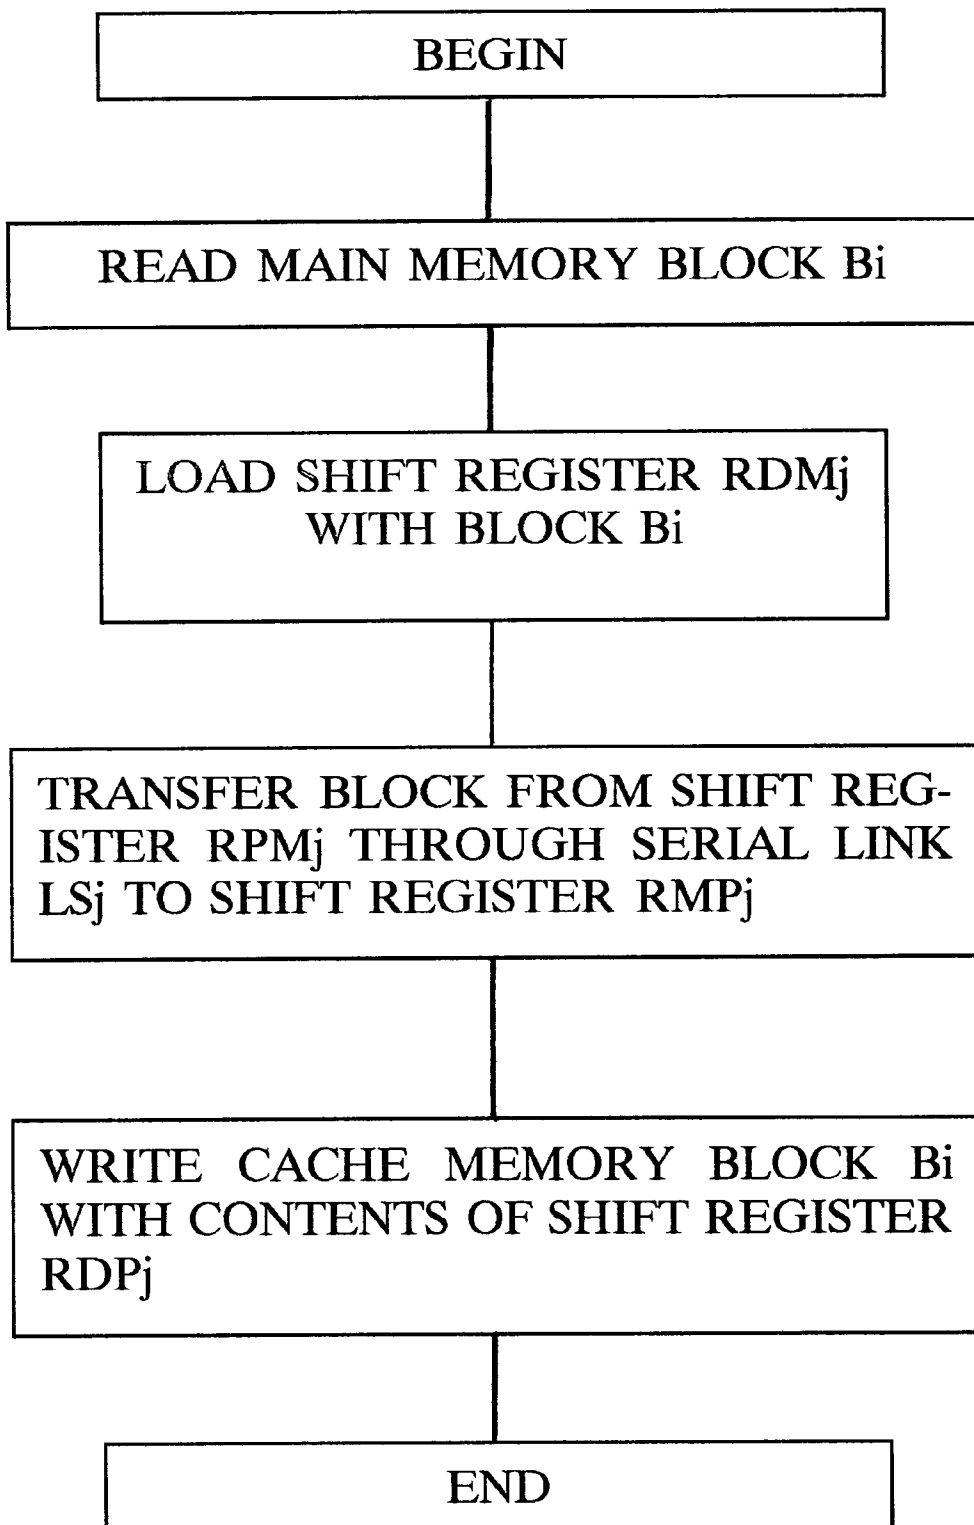 BEGIN
READ MAIN MEMORY BLOCK Bi
LOAD SHIFT REGISTER RDMj
WITH BLOCK Bi
TRANSFER BLOCK FROM SHIFT REG-
ISTER RPMj THROUGH SERIAL LINK
LSj TO SHIFT REGISTER RMPj
WRITE CACHE MEMORY BLOCK Bi
WITH CONTENTS OF SHIFT REGISTER
RDPj
END